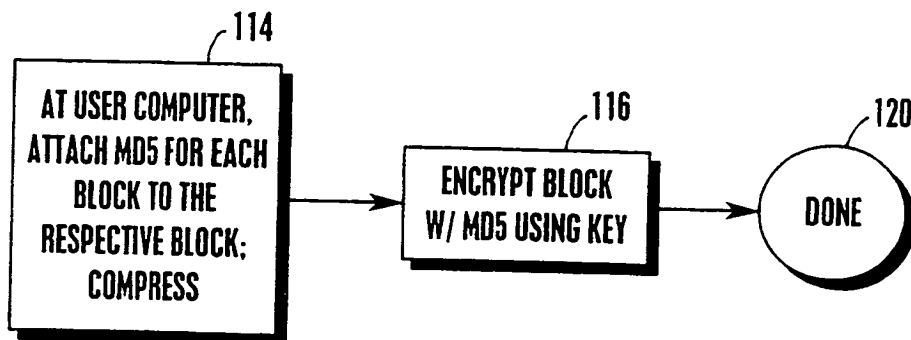 114
AT USER COMPUTER,
ATTACH MD5 FOR EACH
BLOCK TO THE
RESPECTIVE BLOCK;
COMPRESS
116
ENCRYPT BLOCK
W/ MD5 USING KEY
120
DONE